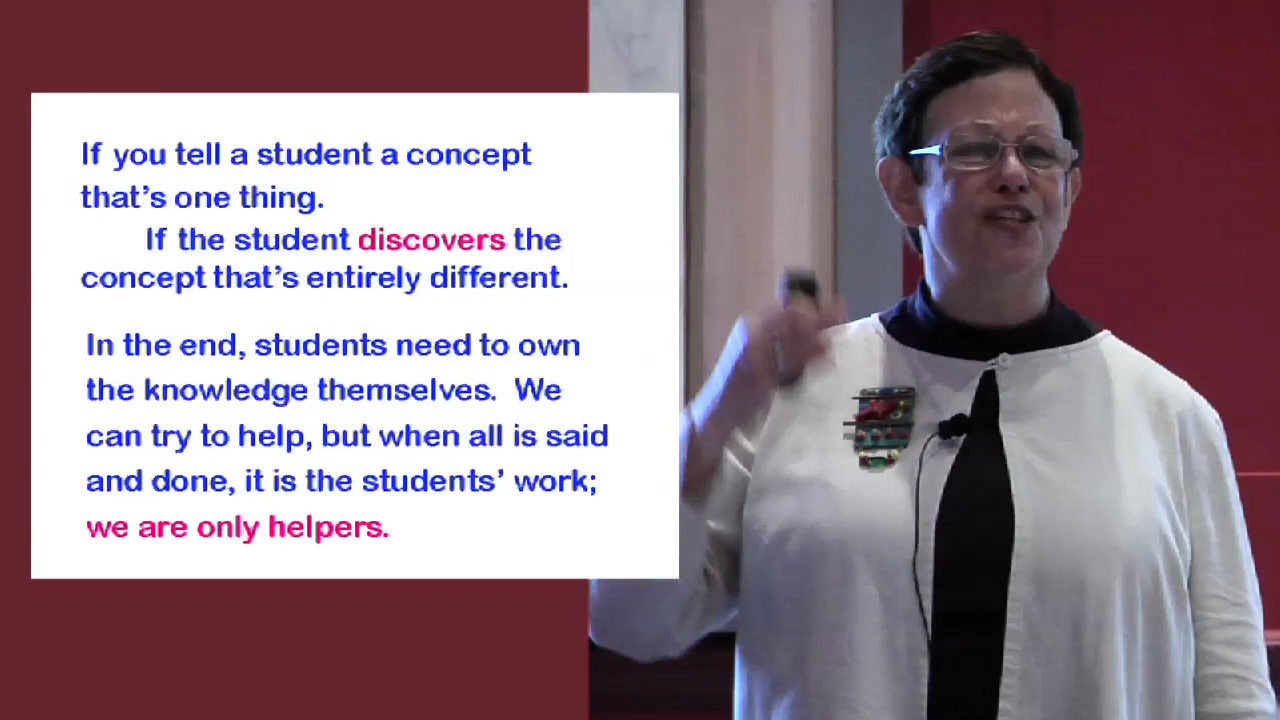 If you tell a student a concept
that's one thing.
If the student discovers the
concept that's entirely different.
In the end, students need to own
the knowledge themselves. We
can try to help, but when all is said
and done, it is the students' work;
we are only helpers.